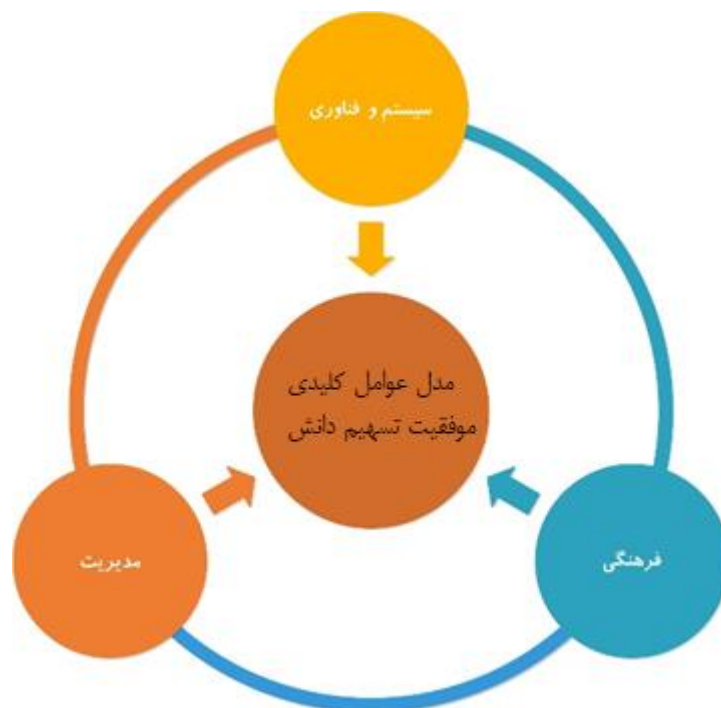 سیستم و فناوری
مدل عوامل کلیدی
موفقیت تسهیم دانش
فرهنگی
مدیریت